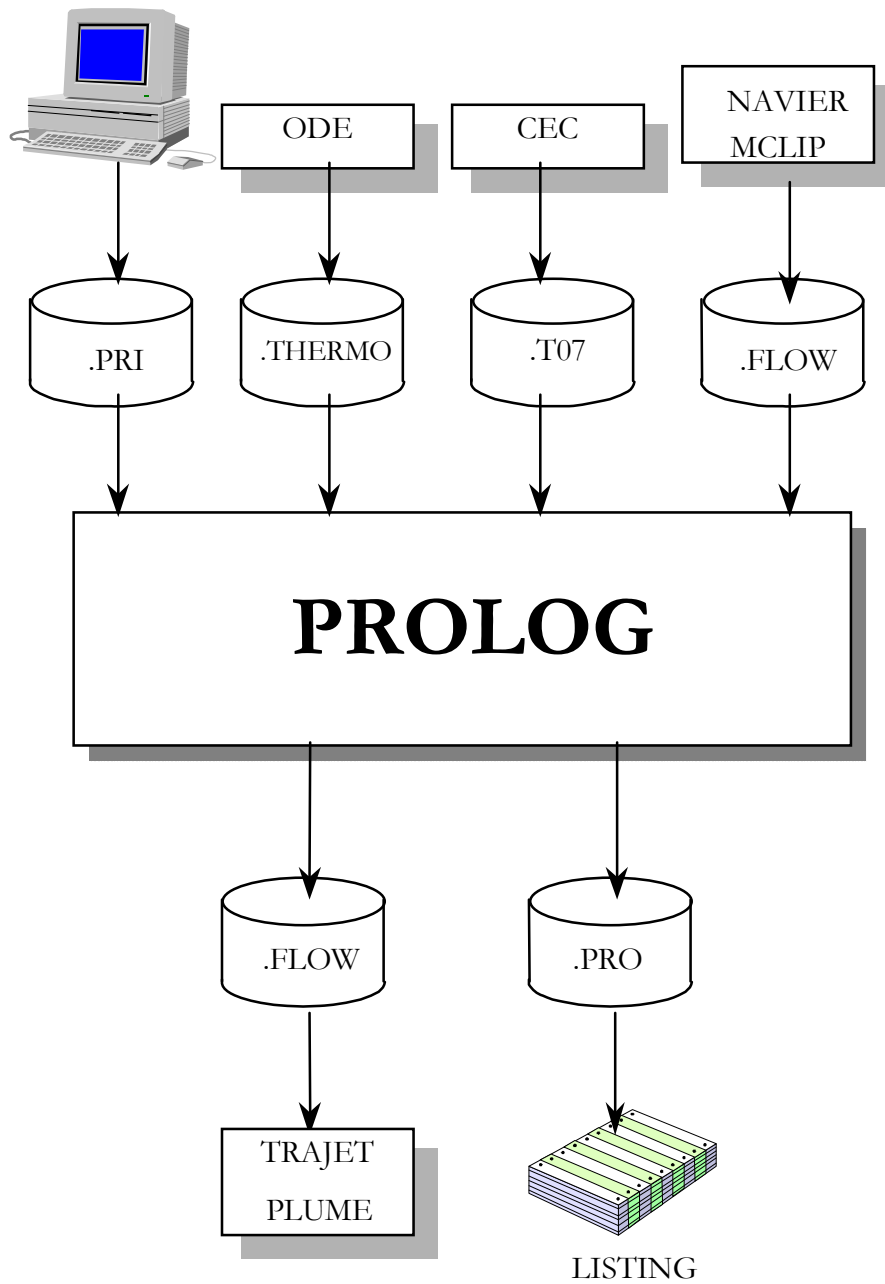 ODE
CEC
NAVIER
MCLIP
.PRI
.THERMO
.T07
.FLOW
PROLOG
.FLOW
.PRO
TRAJET
PLUME
LISTING